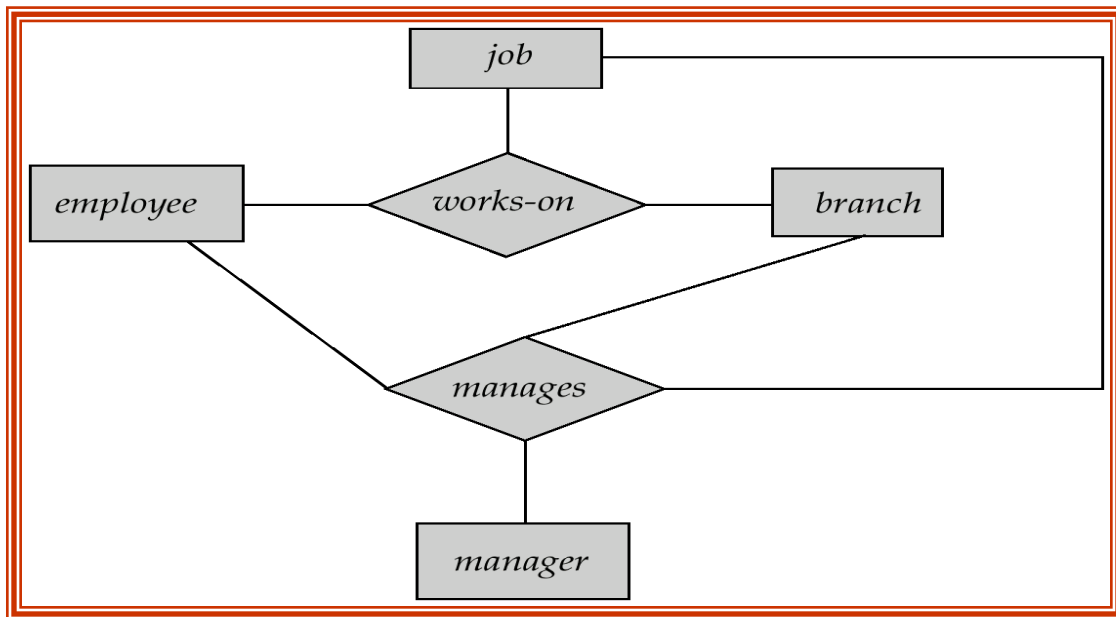 job
employee
works-on
branch
manages
manager